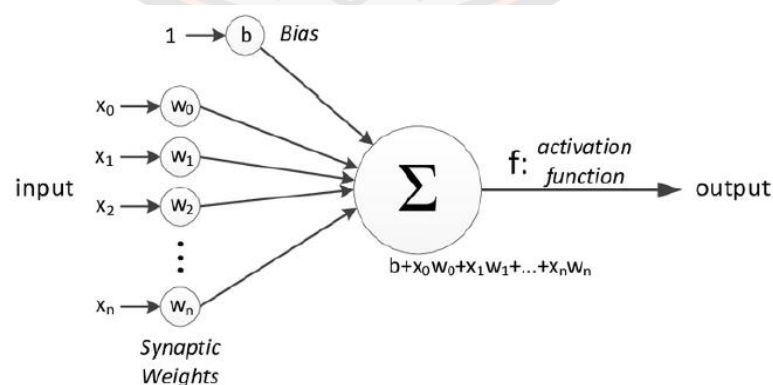 1 b Bias
x₀ w₀
x₁ w₁
input x₂ w₂
⋮
xₙ wₙ
Synaptic
Weights
Σ
b+x₀w₀+x₁w₁+...+xₙwₙ
f: activation
function
output